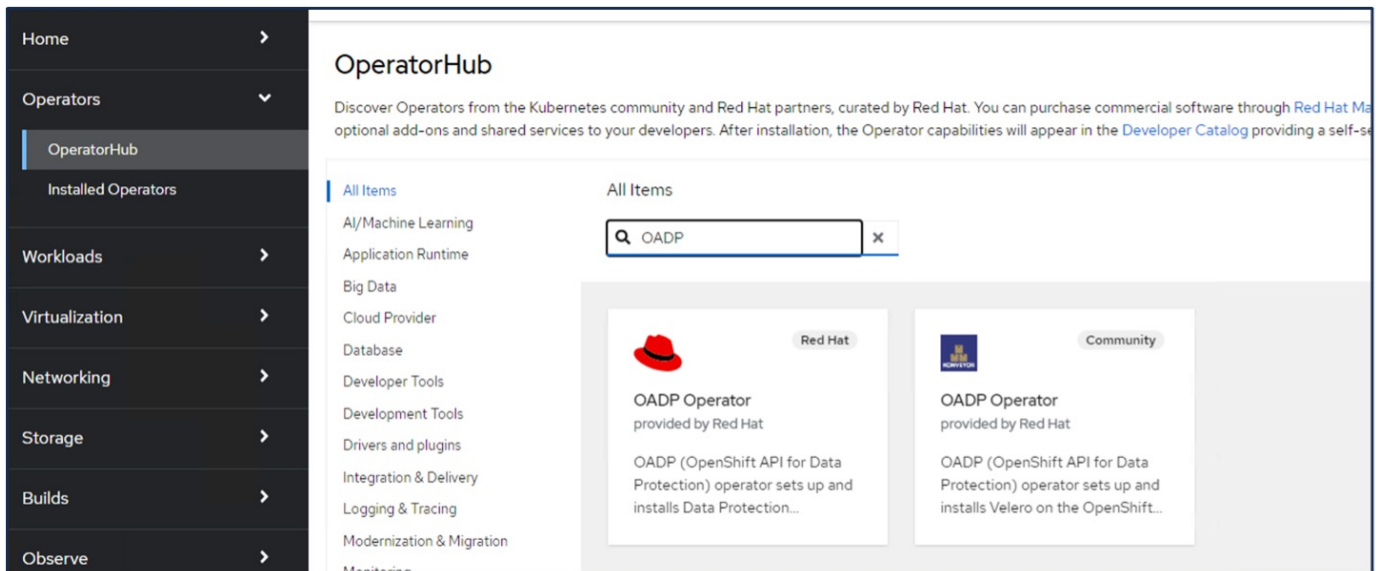 Home
Operators
OperatorHub
Installed Operators
Workloads
Virtualization
Networking
Storage
Builds
Observe
OperatorHub
Discover Operators from the Kubernetes community and Red Hat partners, curated by Red Hat. You can purchase commercial software through Red Hat
optional add-ons and shared services to your developers. After installation, the Operator capabilities will appear in the Developer Catalog providing a
All Items
AI/Machine Learning
Application Runtime
Big Data
Cloud Provider
Database
Developer Tools
Development Tools
Drivers and plugins
Integration & Delivery
Logging & Tracing
Modernization & Migration
Monitoring
All Items
OADP
Red Hat
OADP Operator
provided by Red Hat
OADP (OpenShift API for Data
Protection) operator sets up and
installs Data Protection...
KONVEYOR
Community
OADP Operator
provided by Red Hat
OADP (OpenShift API for Data
Protection) operator sets up and
installs Velero on the OpenShift...